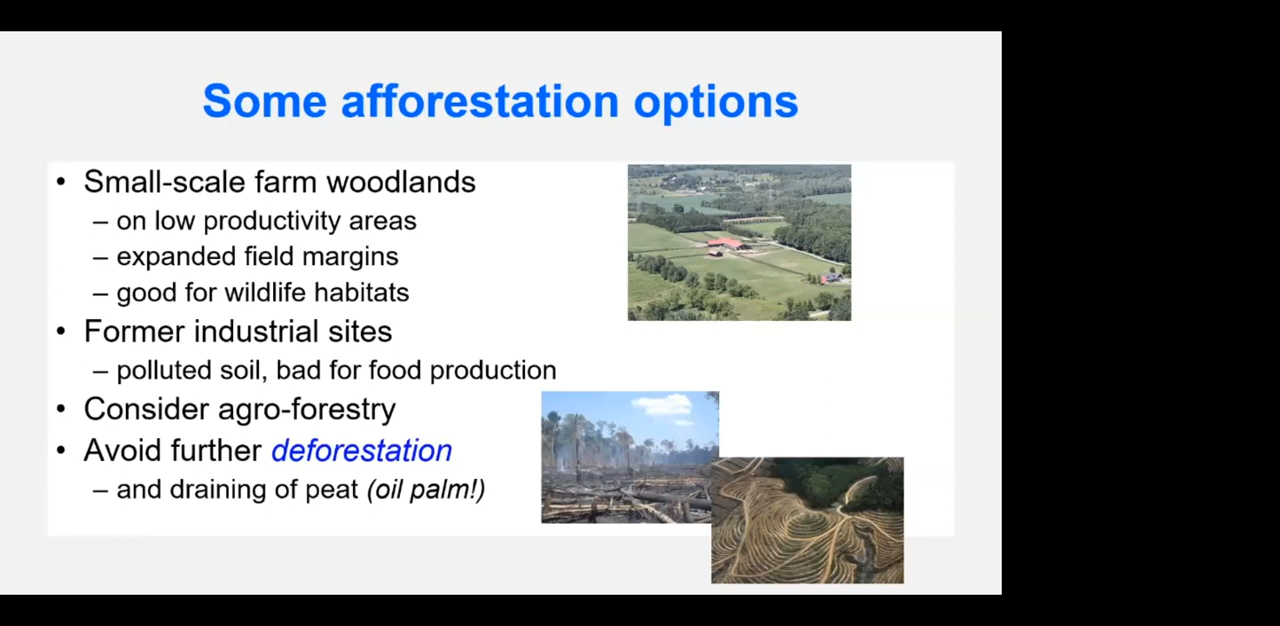 Some afforestation options
• Small-scale farm woodlands
– on low productivity areas
– expanded field margins
– good for wildlife habitats
• Former industrial sites
– polluted soil, bad for food production
• Consider agro-forestry
• Avoid further deforestation
– and draining of peat (oil palm!)